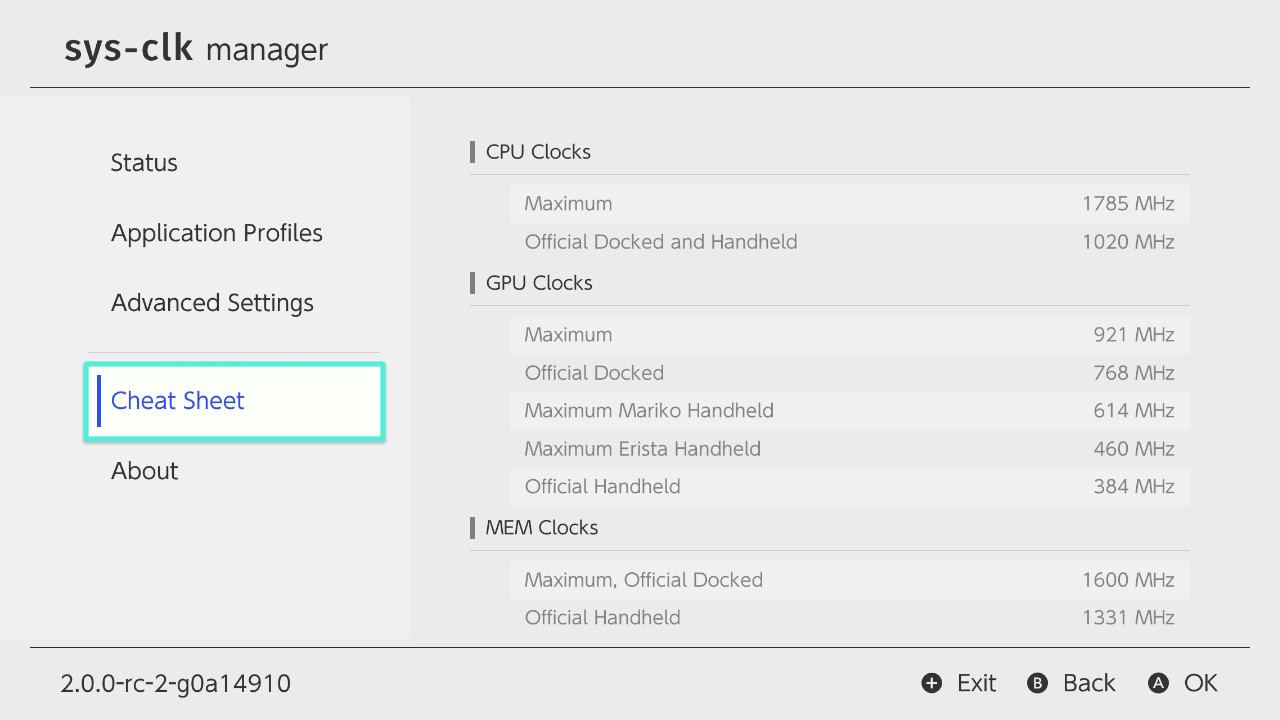 sys-clk manager
Status
Application Profiles
Advanced Settings
Cheat Sheet
About
CPU Clocks
Maximum 1785 MHz
Official Docked and Handheld 1020 MHz
GPU Clocks
Maximum 921 MHz
Official Docked 768 MHz
Maximum Mariko Handheld 614 MHz
Maximum Erista Handheld 460 MHz
Official Handheld 384 MHz
MEM Clocks
Maximum, Official Docked 1600 MHz
Official Handheld 1331 MHz
2.0.0-rc-2-g0a14910
+ Exit B Back A OK